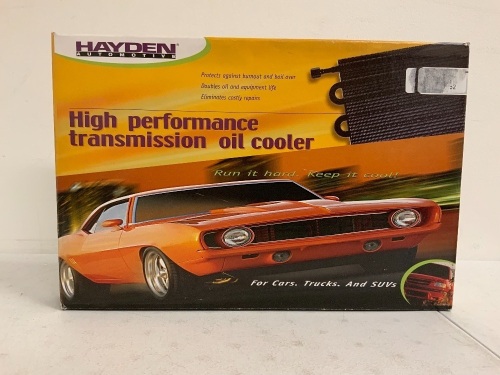 HAYDEN
AUTOMOTIVE
Protects against burnout and boil over
Doubles oil and equipment life
Eliminates costly repairs
High performance
transmission oil cooler
Run it hard. Keep it cool!
For Cars. Trucks. And SUVs